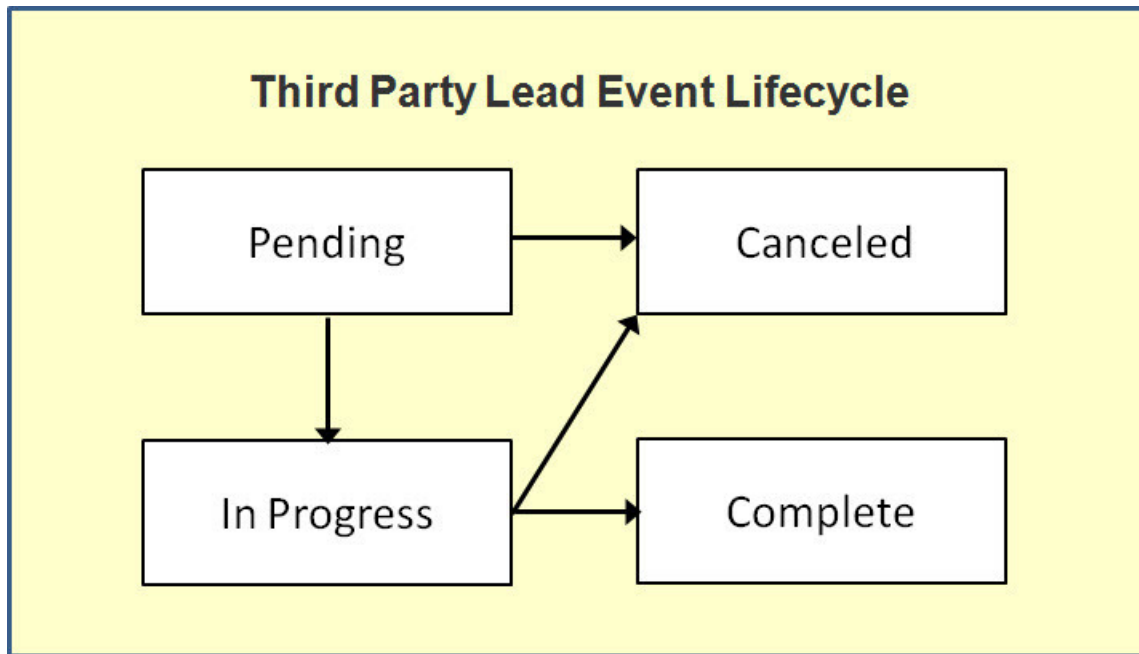 Third Party Lead Event Lifecycle
Pending
Canceled
In Progress
Complete